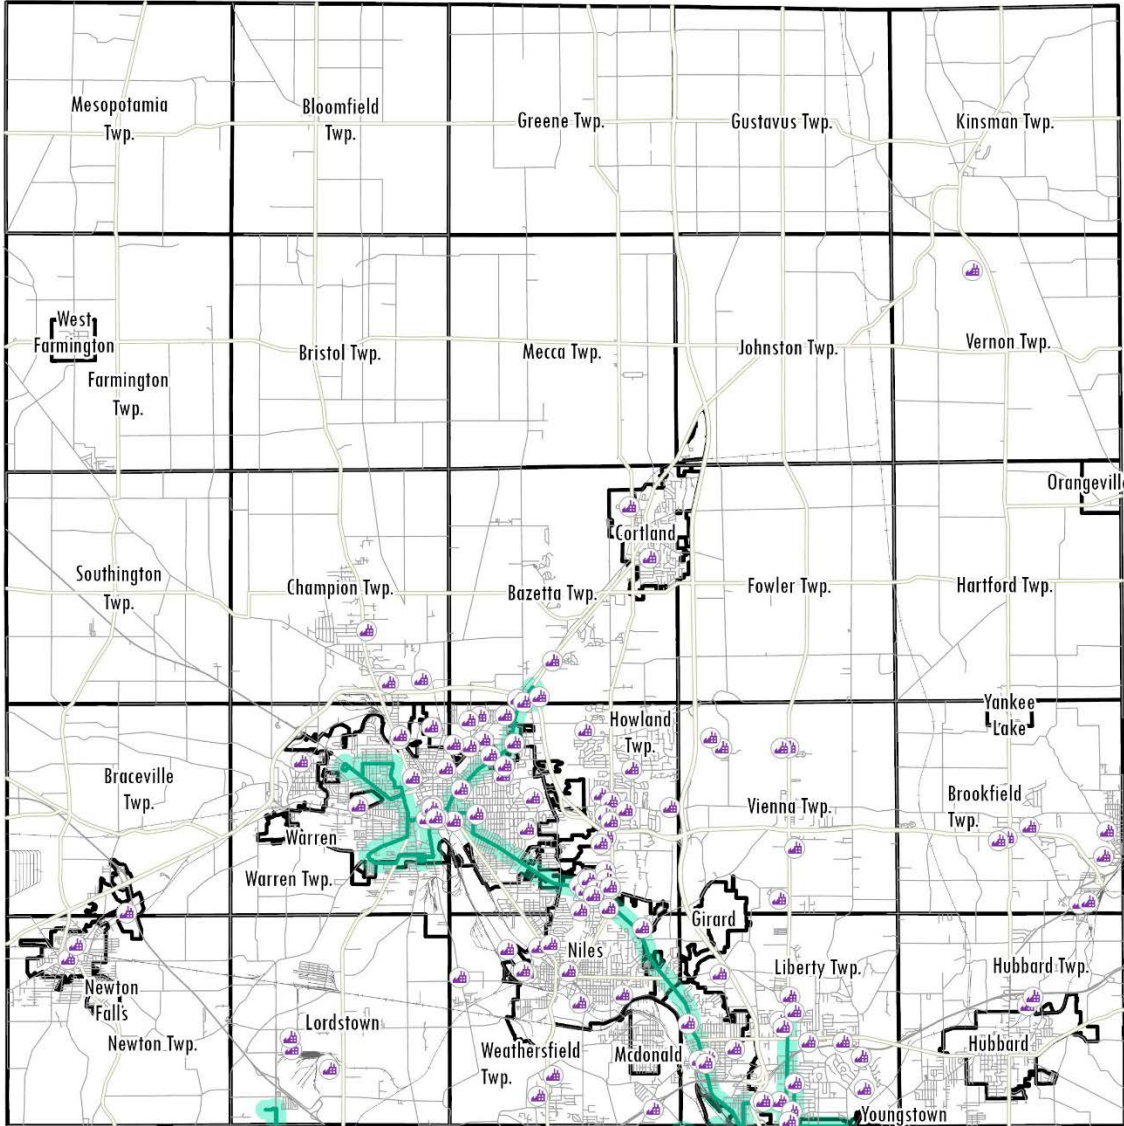 Mesopotamia
Twp.
Bloomfield
Twp.
Greene Twp.
Gustavus Twp.
Kinsman Twp.
West
Farmington
Farmington
Twp.
Bristol Twp.
Mecca Twp.
Johnston Twp.
Vernon Twp.
Orangeville
Cortland
Southington
Twp.
Champion Twp.
Bazetta Twp.
Fowler Twp.
Hartford Twp.
Yankee
Lake
Howland
Twp.
Braceville
Twp.
Vienna Twp.
Brookfield
Twp.
Warren
Warren Twp.
Girard
Niles
Liberty Twp.
Hubbard Twp.
Newton
Falls
Newton Twp.
Lordstown
Weathersfield
Twp.
Mcdonald
Hubbard
Youngstown